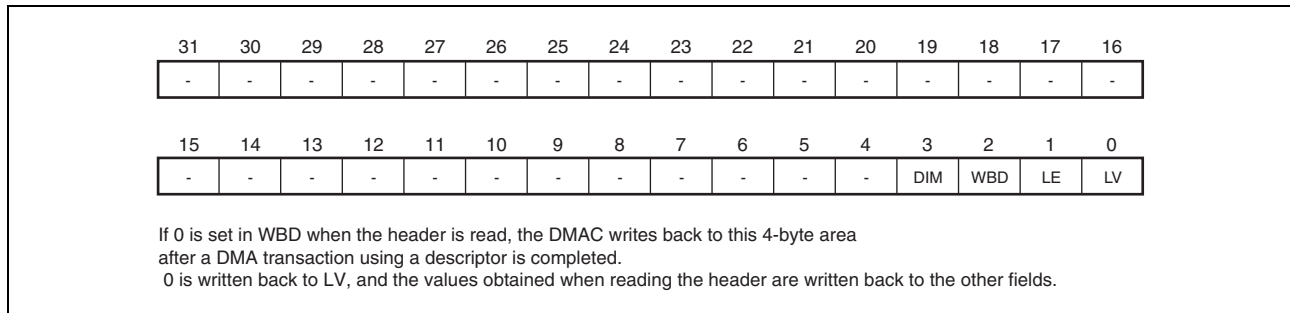 31 30 29 28 27 26 25 24 23 22 21 20 19 18 17 16
- - - - - - - - - - - - - - - -
15 14 13 12 11 10 9 8 7 6 5 4 3 2 1 0
- - - - - - - - - - - - DIM WBD LE LV
If 0 is set in WBD when the header is read, the DMAC writes back to this 4-byte area
after a DMA transaction using a descriptor is completed.
0 is written back to LV, and the values obtained when reading the header are written back to the other fields.